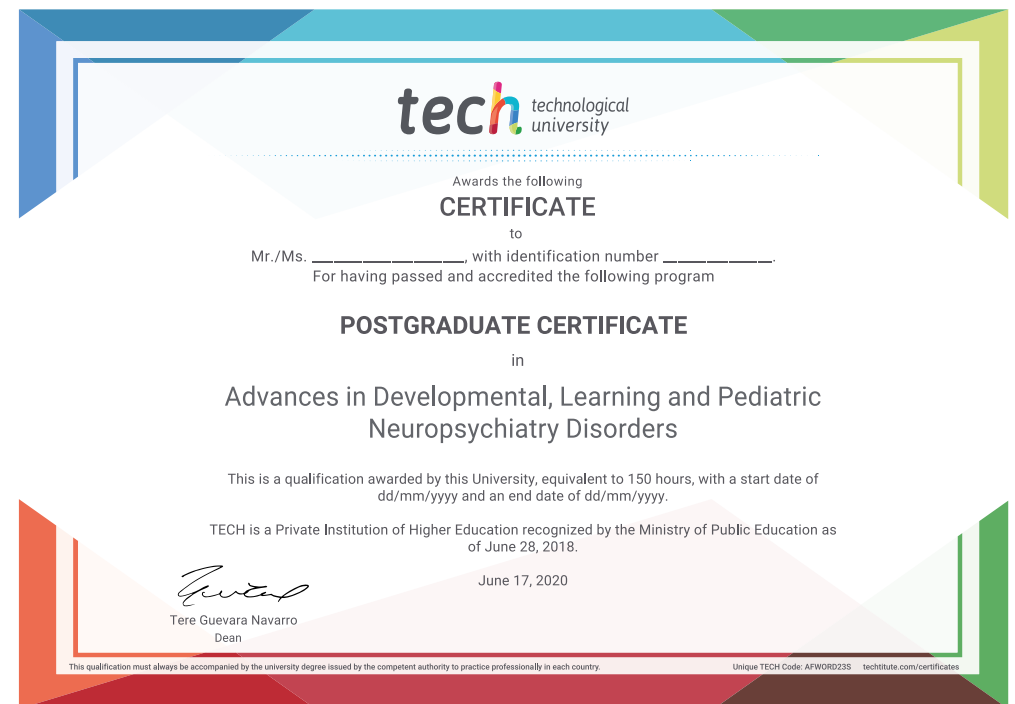 tech technological
university
Awards the following
CERTIFICATE
to
Mr./Ms. ____________________, with identification number ______________.
For having passed and accredited the following program
POSTGRADUATE CERTIFICATE
in
Advances in Developmental, Learning and Pediatric
Neuropsychiatry Disorders
This is a qualification awarded by this University, equivalent to 150 hours, with a start date of
dd/mm/yyyy and an end date of dd/mm/yyyy.
TECH is a Private Institution of Higher Education recognized by the Ministry of Public Education as
of June 28, 2018.
June 17, 2020
Tere Guevara Navarro
Dean
This qualification must always be accompanied by the university degree issued by the competent authority to practice professionally in each country. Unique TECH Code: AFWORD23S techtitute.com/certificates